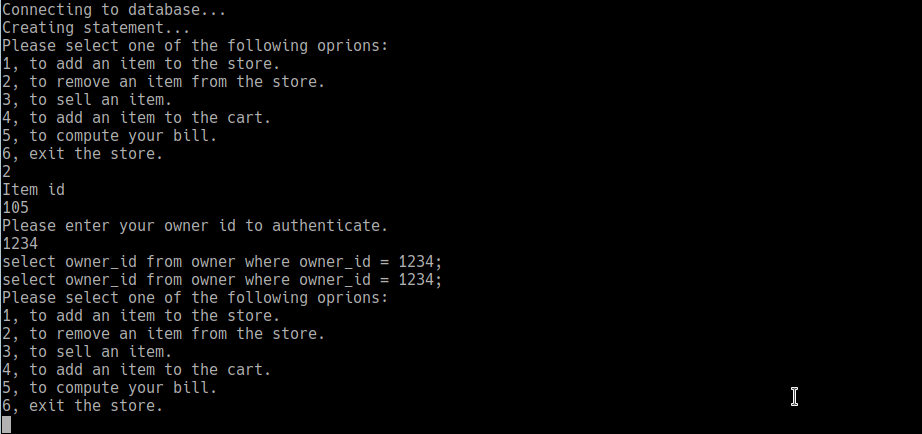 Connecting to database...
Creating statement...
Please select one of the following oprions:
1, to add an item to the store.
2, to remove an item from the store.
3, to sell an item.
4, to add an item to the cart.
5, to compute your bill.
6, exit the store.
2
Item id
105
Please enter your owner id to authenticate.
1234
select owner_id from owner where owner_id = 1234;
select owner_id from owner where owner_id = 1234;
Please select one of the following oprions:
1, to add an item to the store.
2, to remove an item from the store.
3, to sell an item.
4, to add an item to the cart.
5, to compute your bill.
6, exit the store.